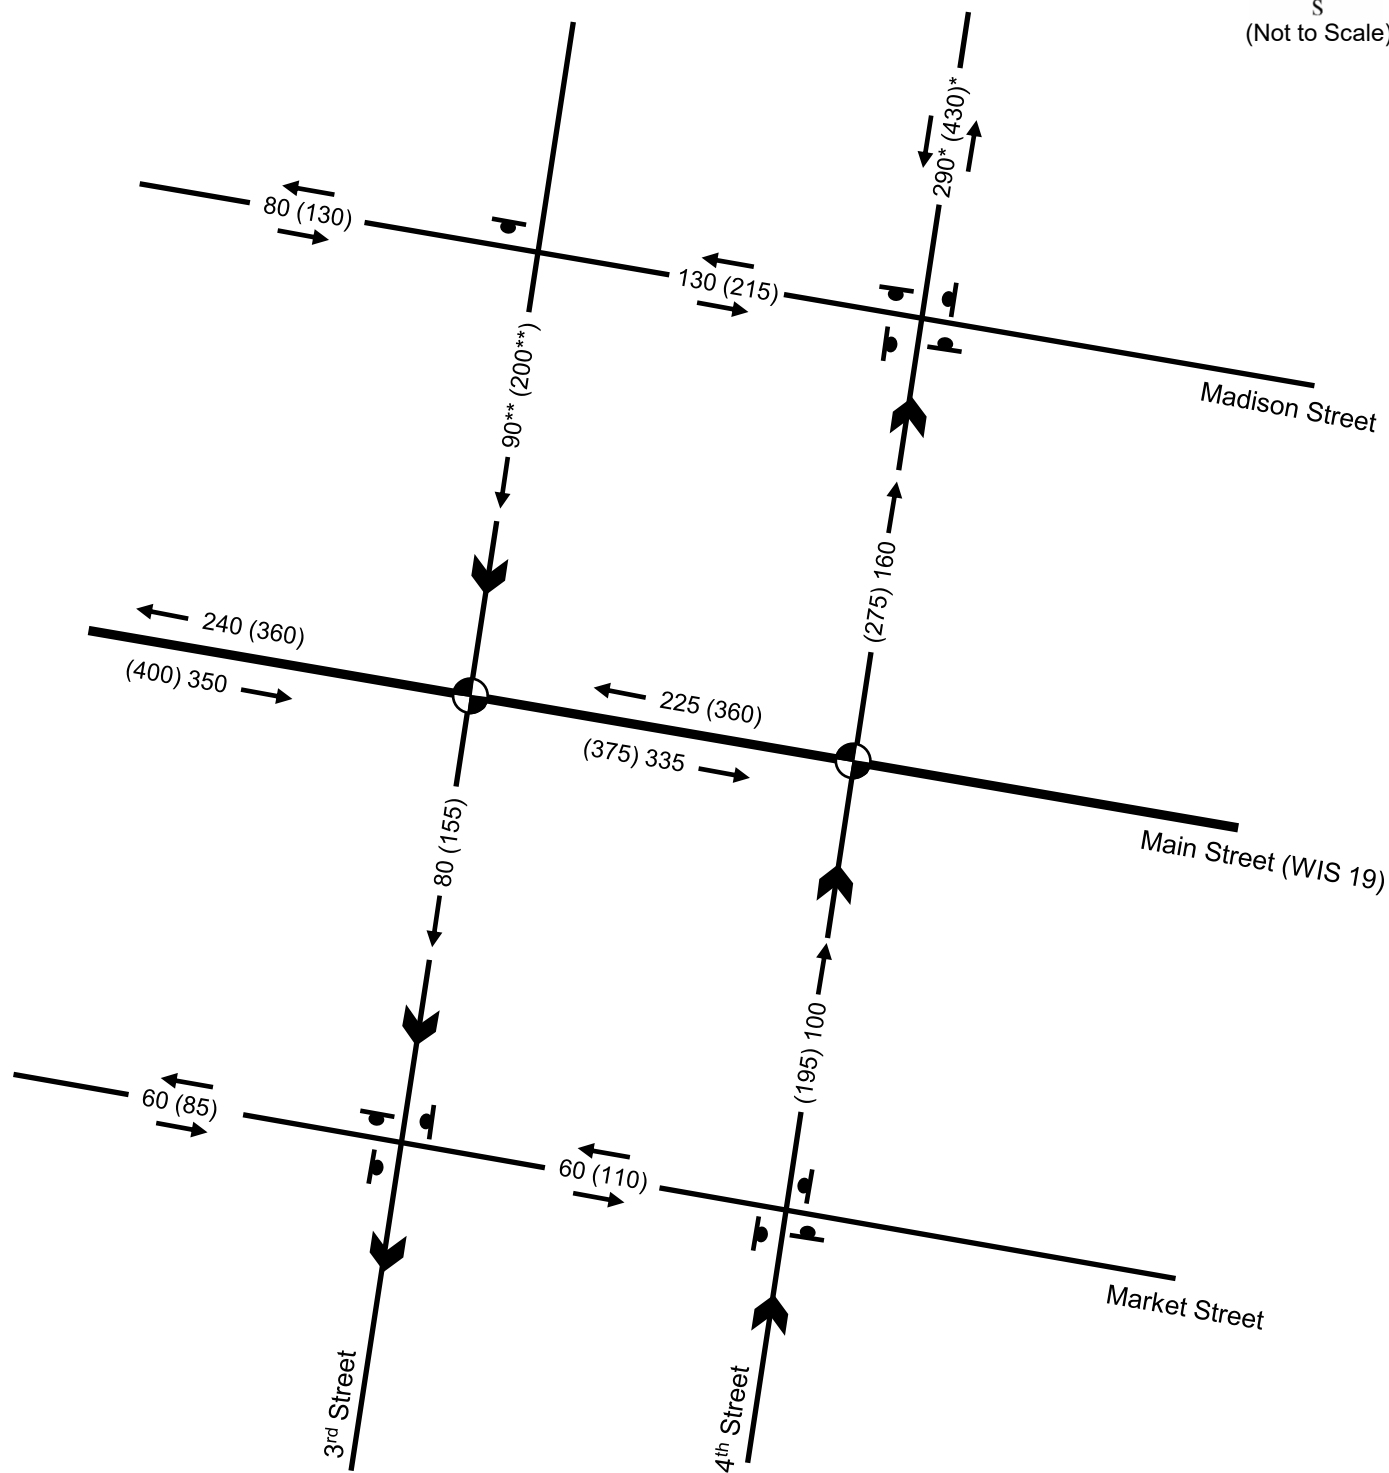 S
(Not to Scale)
290* (430)*
80 (130)
130 (215)
Madison Street
90** (200**)
(275) 160
240 (360)
(400) 350
225 (360)
(375) 335
Main Street (WIS 19)
80 (155)
(195) 100
60 (85)
60 (110)
Market Street
3rd Street
4th Street